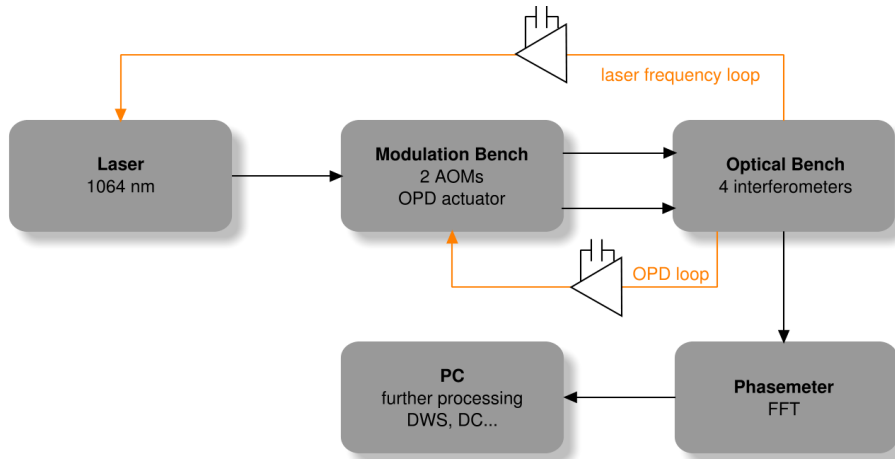 laser frequency loop
Laser
1064 nm
Modulation Bench
2 AOMs
OPD actuator
Optical Bench
4 interferometers
OPD loop
PC
further processing
DWS, DC...
Phasemeter
FFT